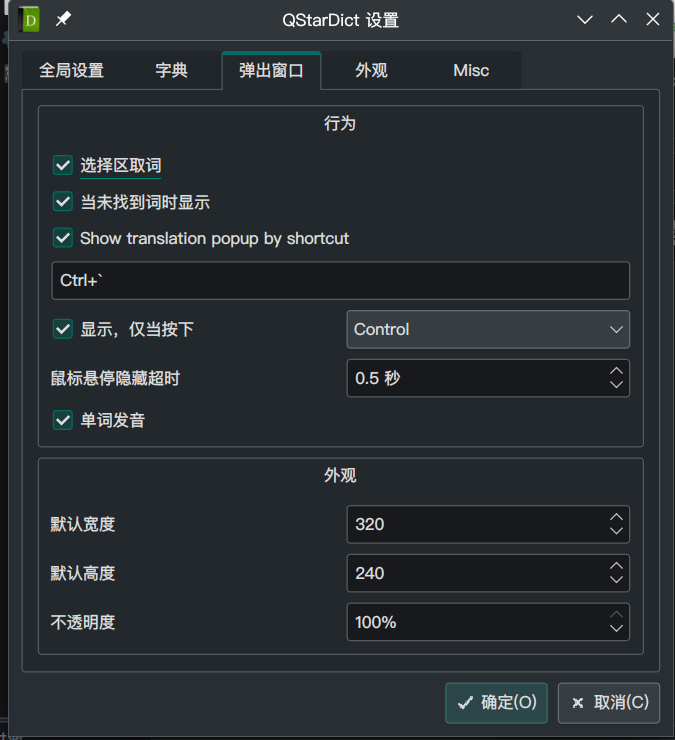 QStarDict 设置
全局设置 字典 弹出窗口 外观 Misc
行为
选择区取词
当未找到词时显示
Show translation popup by shortcut
Ctrl+`
显示，仅当按下 Control
鼠标悬停隐藏超时 0.5 秒
单词发音
外观
默认宽度 320
默认高度 240
不透明度 100%
确定(O) 取消(C)